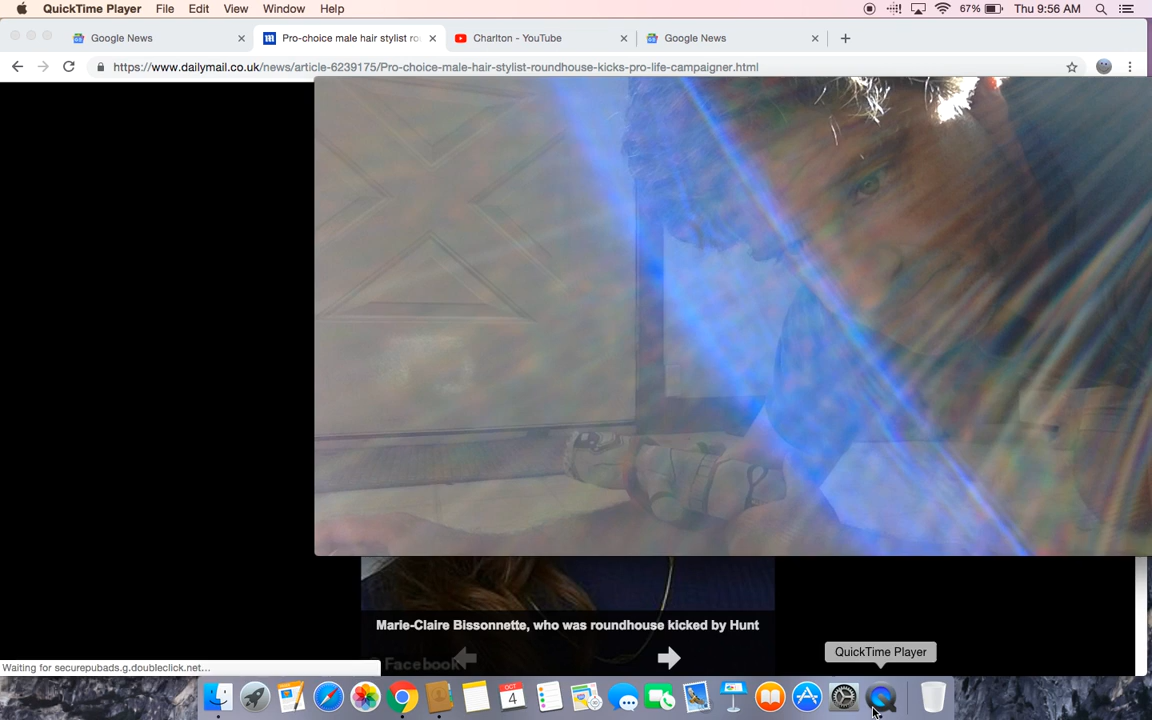 QuickTime Player File Edit View Window Help 67% Thu 9:56 AM
Google News Pro-choice male hair stylist ro Charlton - YouTube Google News
https://www.dailymail.co.uk/news/article-6239175/Pro-choice-male-hair-stylist-roundhouse-kicks-pro-life-campaigner.html
Marie-Claire Bissonnette, who was roundhouse kicked by Hunt
Facebook
QuickTime Player
Waiting for securepubads.g.doubleclick.net...
OCT
4